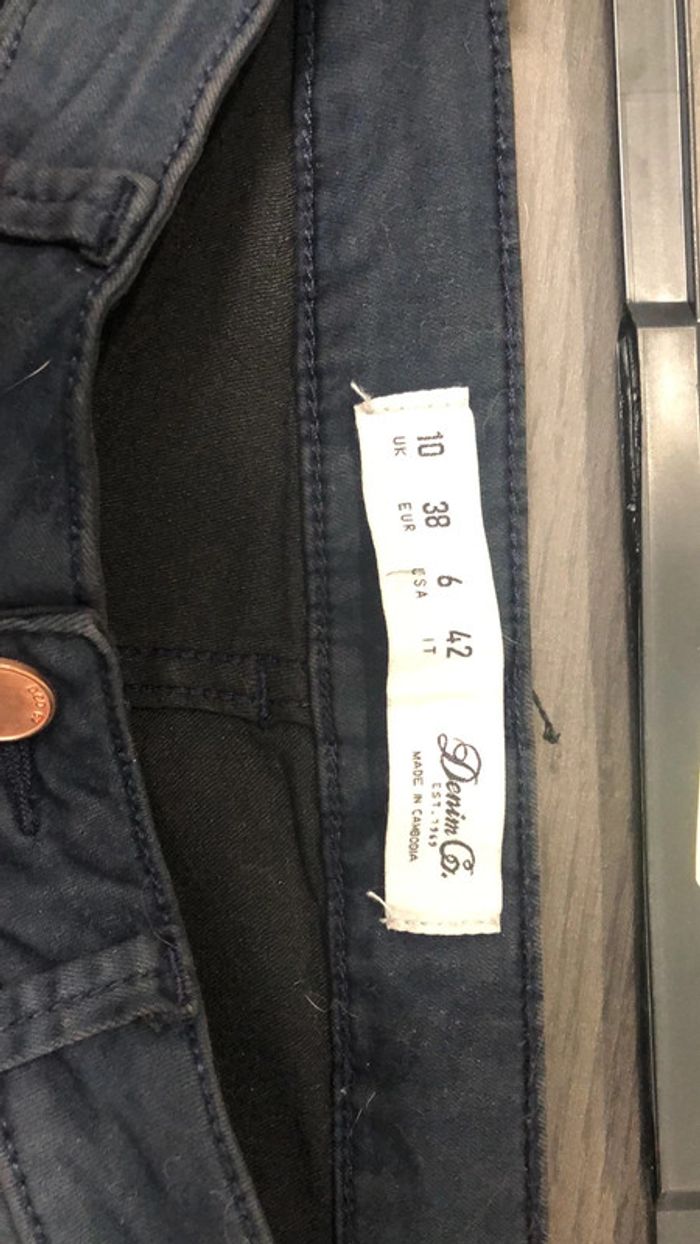 10 38 6 42
UK EUR USA IT
Denim Co.
EST. 1969
MADE IN CAMBODIA